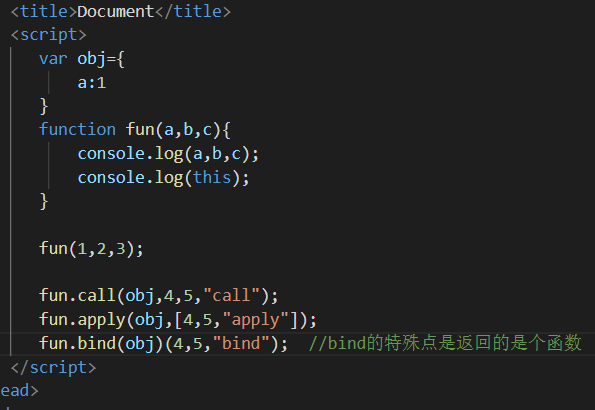 <title>Document</title>
<script>
var obj={
a:1
}
function fun(a,b,c){
console.log(a,b,c);
console.log(this);
}
fun(1,2,3);
fun.call(obj,4,5,"call");
fun.apply(obj,[4,5,"apply"]);
fun.bind(obj)(4,5,"bind");  //bind的特殊点是返回的是个函数
</script>
ead>